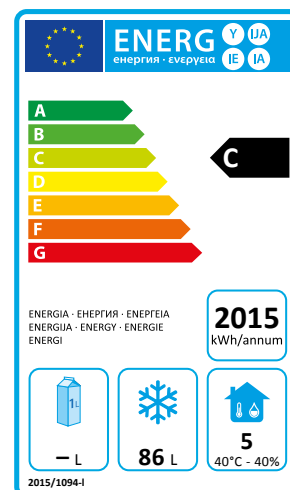 ENERG Y IJA
енергия · ενεργεια IE IA
A
B
C
C
D
E
F
G
ENERGIA · ЕНЕРГИЯ · ΕΝΕΡΓΕΙΑ
ENERGIJA · ENERGY · ENERGIE
ENERGI
2015
kWh/annum
1L
– L
86 L
5
40°C - 40%
2015/1094-I